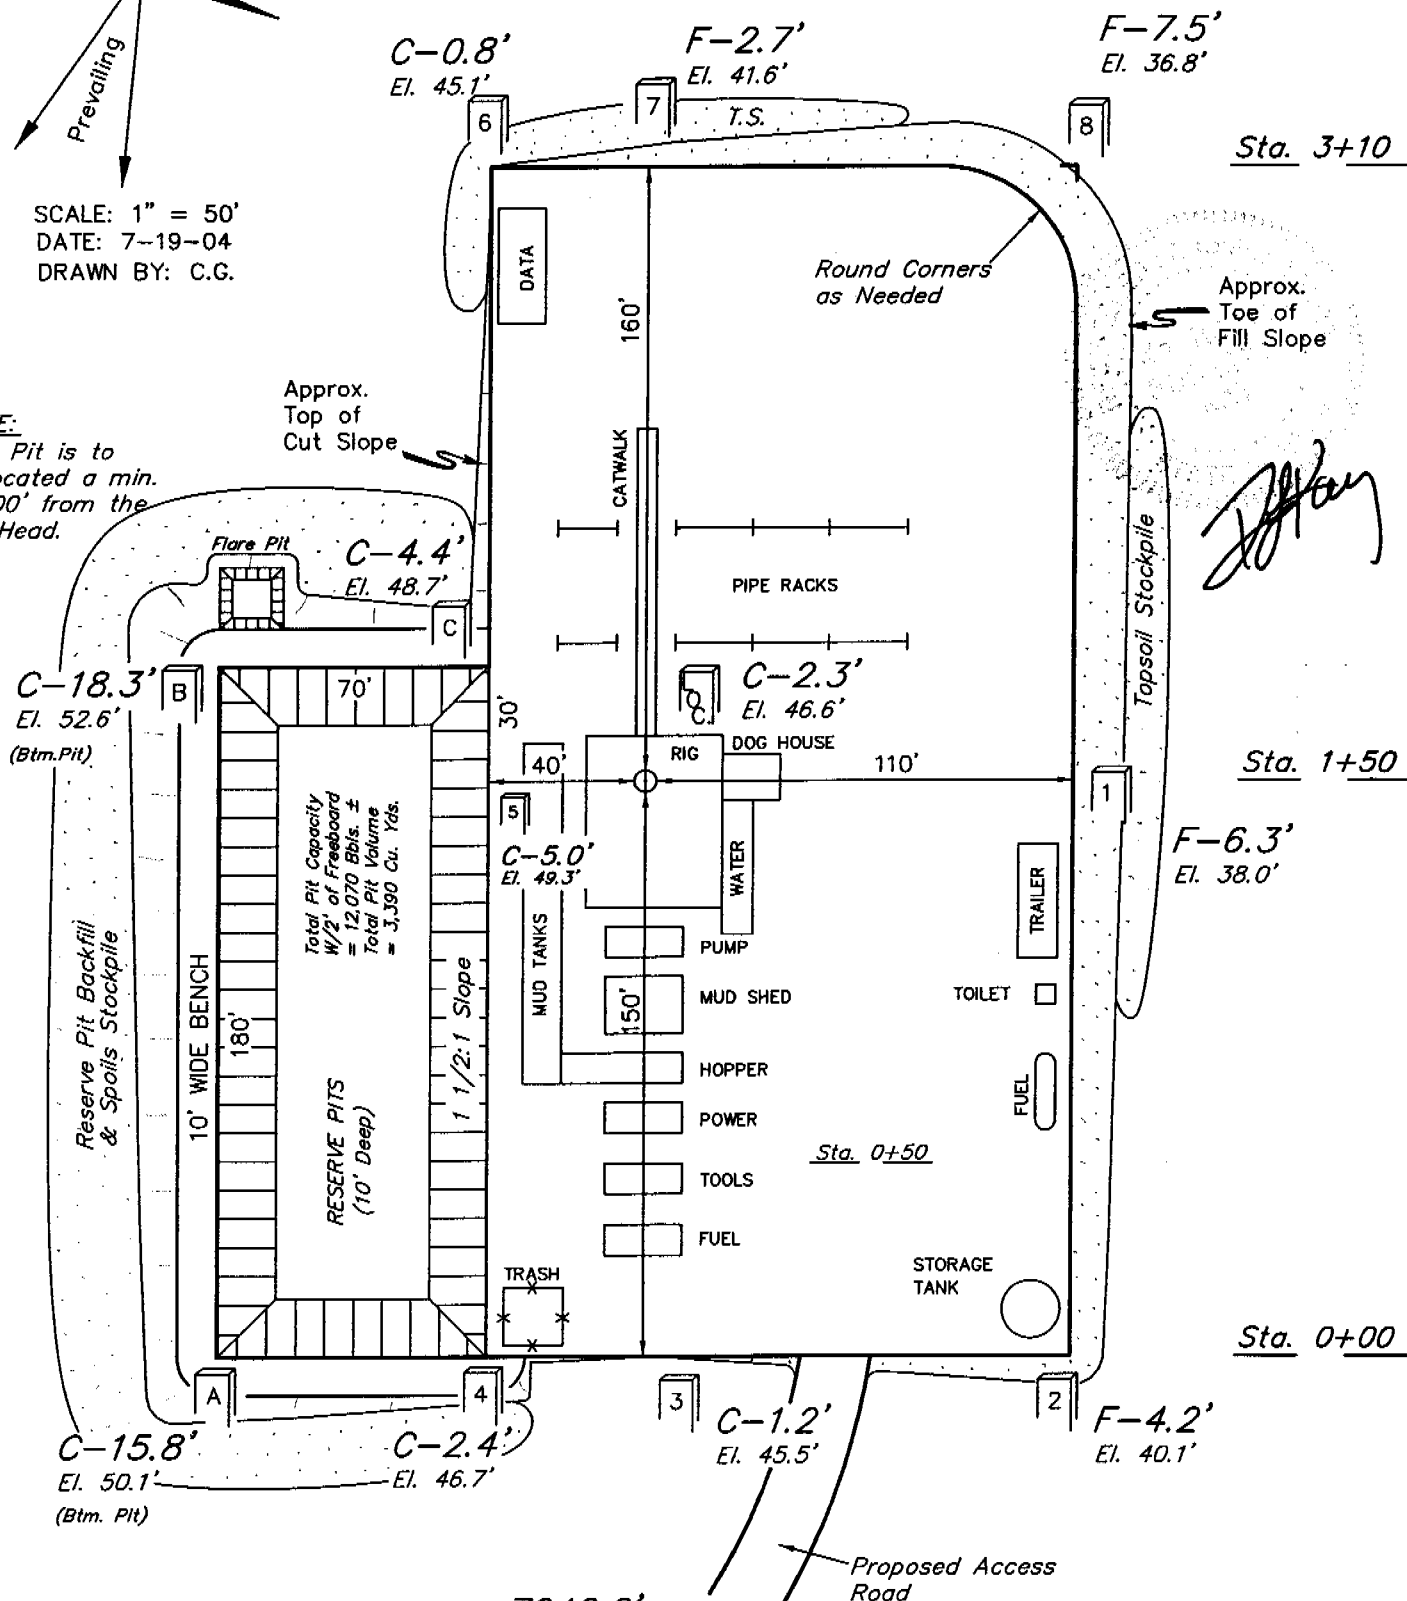 Prevailing
SCALE: 1" = 50'
DATE: 7-19-04
DRAWN BY: C.G.
C-0.8'
El. 45.1'
F-2.7'
El. 41.6'
F-7.5'
El. 36.8'
6
7
8
T.S.
Sta. 3+10
DATA
160'
Round Corners
as Needed
Approx.
Toe of
Fill Slope
Approx.
Top of
Cut Slope
E:
Pit is to
ocated a min.
00' from the
Head.
CATWALK
Flare Pit
C-4.4'
El. 48.7'
C
PIPE RACKS
Topsoil Stockpile
C-18.3'
El. 52.6'
(Btm.Pit)
B
70'
30'
C-2.3'
El. 46.6'
RIG
DOG HOUSE
40'
110'
Sta. 1+50
1
5
C-5.0'
El. 49.3'
F-6.3'
El. 38.0'
Total Pit Capacity
W/2' of Freeboard
= 12,070 Bbls. ±
Total Pit Volume
= 3,390 Cu. Yds.
WATER
TRAILER
MUD TANKS
PUMP
150'
MUD SHED
TOILET
HOPPER
FUEL
POWER
Sta. 0+50
TOOLS
FUEL
Reserve Pit Backfill
& Spoils Stockpile
10' WIDE BENCH
180'
1 1/2:1 Slope
RESERVE PITS
(10' Deep)
TRASH
STORAGE
TANK
Sta. 0+00
A
4
3
2
C-15.8'
El. 50.1'
(Btm. Pit)
C-2.4'
El. 46.7'
C-1.2'
El. 45.5'
F-4.2'
El. 40.1'
Proposed Access
Road